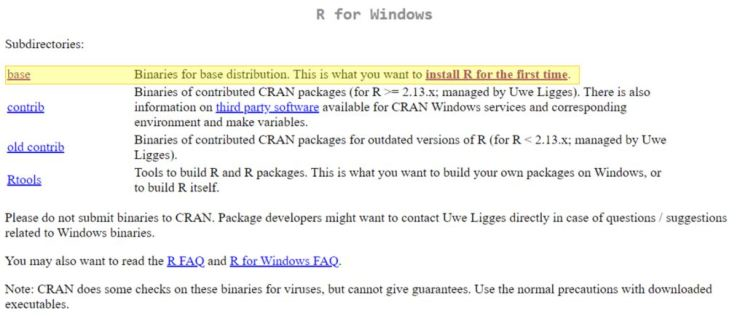 R for Windows
Subdirectories:
base Binaries for base distribution. This is what you want to install R for the first time.
Binaries of contributed CRAN packages (for R >= 2.13.x; managed by Uwe Ligges). There is also
contrib information on third party software available for CRAN Windows services and corresponding
environment and make variables.
old contrib Binaries of contributed CRAN packages for outdated versions of R (for R < 2.13.x; managed by Uwe
Ligges).
Rtools Tools to build R and R packages. This is what you want to build your own packages on Windows, or
to build R itself.
Please do not submit binaries to CRAN. Package developers might want to contact Uwe Ligges directly in case of questions / suggestions
related to Windows binaries.
You may also want to read the R FAQ and R for Windows FAQ.
Note: CRAN does some checks on these binaries for viruses, but cannot give guarantees. Use the normal precautions with downloaded
executables.